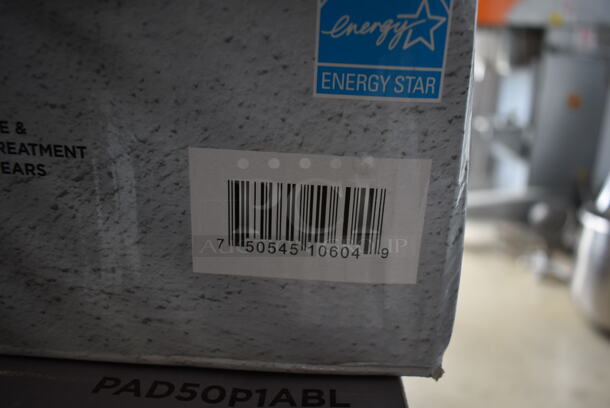 energy
ENERGY STAR
E &
REATMENT
EARS
7 50545 10604 9
PAD50P1ABL